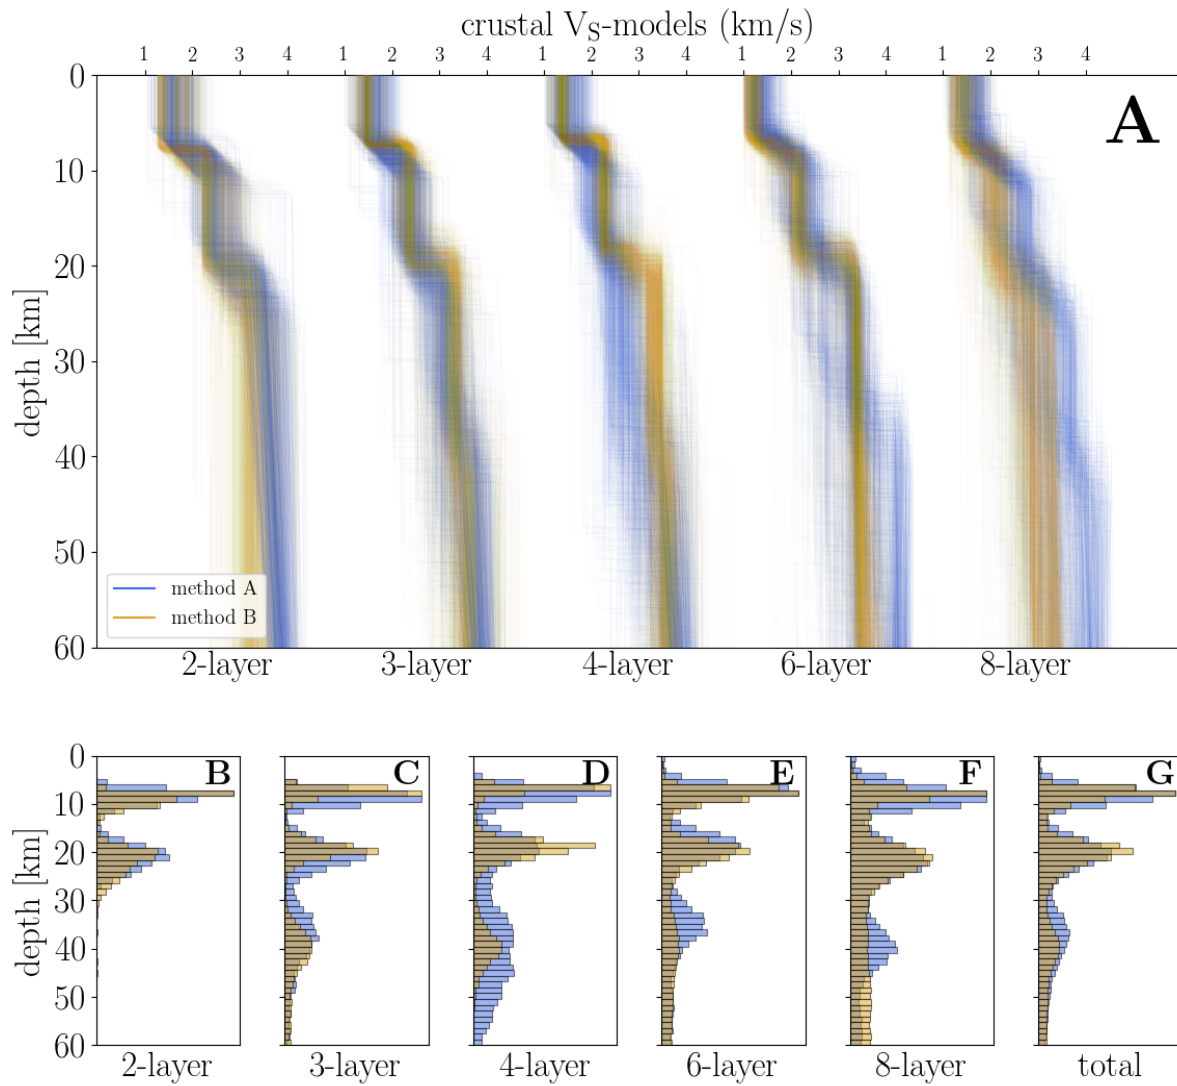 crustal VS-models (km/s)
1 2 3 4 1 2 3 4 1 2 3 4 1 2 3 4 1 2 3 4
A
0
10
20
30
40
50
60
depth [km]
method A
method B
2-layer 3-layer 4-layer 6-layer 8-layer
B C D E F G
0
10
20
30
40
50
60
depth [km]
2-layer 3-layer 4-layer 6-layer 8-layer total